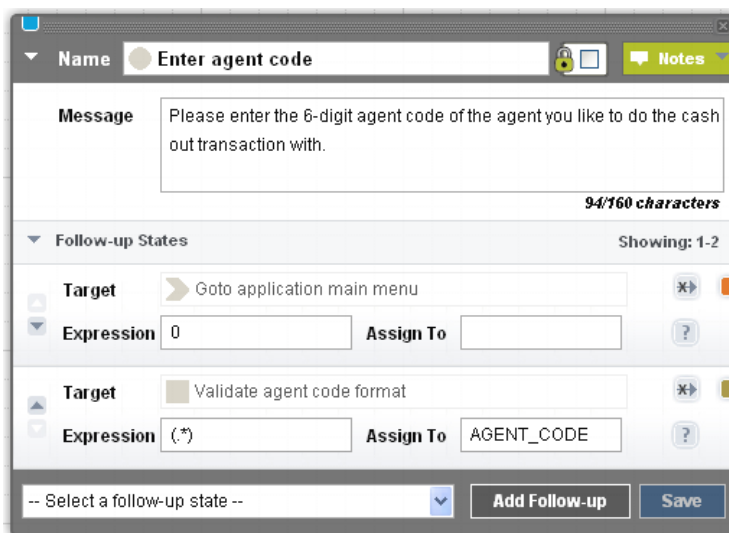 Name Enter agent code Notes
Message Please enter the 6-digit agent code of the agent you like to do the cash
out transaction with.
94/160 characters
Follow-up States Showing: 1-2
Target Goto application main menu
Expression 0 Assign To
?
Target Validate agent code format
Expression (.*) Assign To AGENT_CODE
?
-- Select a follow-up state -- Add Follow-up Save